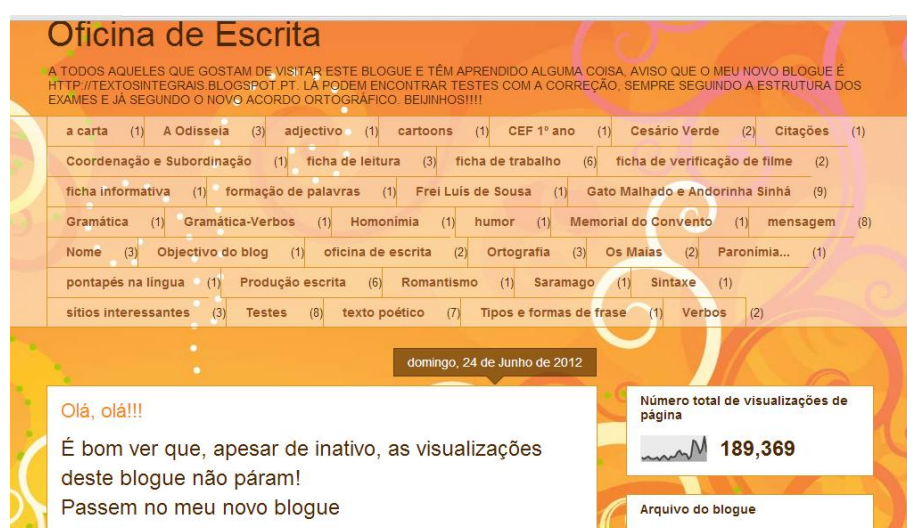 Oficina de Escrita
A TODOS AQUELES QUE GOSTAM DE VISITAR ESTE BLOGUE E TÊM APRENDIDO ALGUMA COISA, AVISO QUE O MEU NOVO BLOGUE É
HTTP://TEXTOSINTEGRAIS.BLOGSPOT.PT. LÁ PODEM ENCONTRAR TESTES COM A CORREÇÃO, SEMPRE SEGUINDO A ESTRUTURA DOS
EXAMES E JÁ SEGUNDO O NOVO ACORDO ORTOGRÁFICO. BEIJINHOS!!!!
a carta (1) A Odisseia (3) adjectivo (1) cartoons (1) CEF 1º ano (1) Cesário Verde (2) Citações (1)
Coordenação e Subordinação (1) ficha de leitura (3) ficha de trabalho (6) ficha de verificação de filme (2)
ficha informativa (1) formação de palavras (1) Frei Luís de Sousa (1) Gato Malhado e Andorinha Sinhá (9)
Gramática (1) Gramática-Verbos (1) Homonímia (1) humor (1) Memorial do Convento (1) mensagem (8)
Nome (3) Objectivo do blog (1) oficina de escrita (2) Ortografia (3) Os Maias (2) Paronímia... (1)
pontapés na língua (1) Produção escrita (6) Romantismo (1) Saramago (1) Sintaxe (1)
sítios interessantes (3) Testes (8) texto poético (7) Tipos e formas de frase (1) Verbos (2)
domingo, 24 de Junho de 2012
Olá, olá!!!
É bom ver que, apesar de inativo, as visualizações
deste blogue não páram!
Passem no meu novo blogue
Número total de visualizações de
página
189,369
Arquivo do blogue